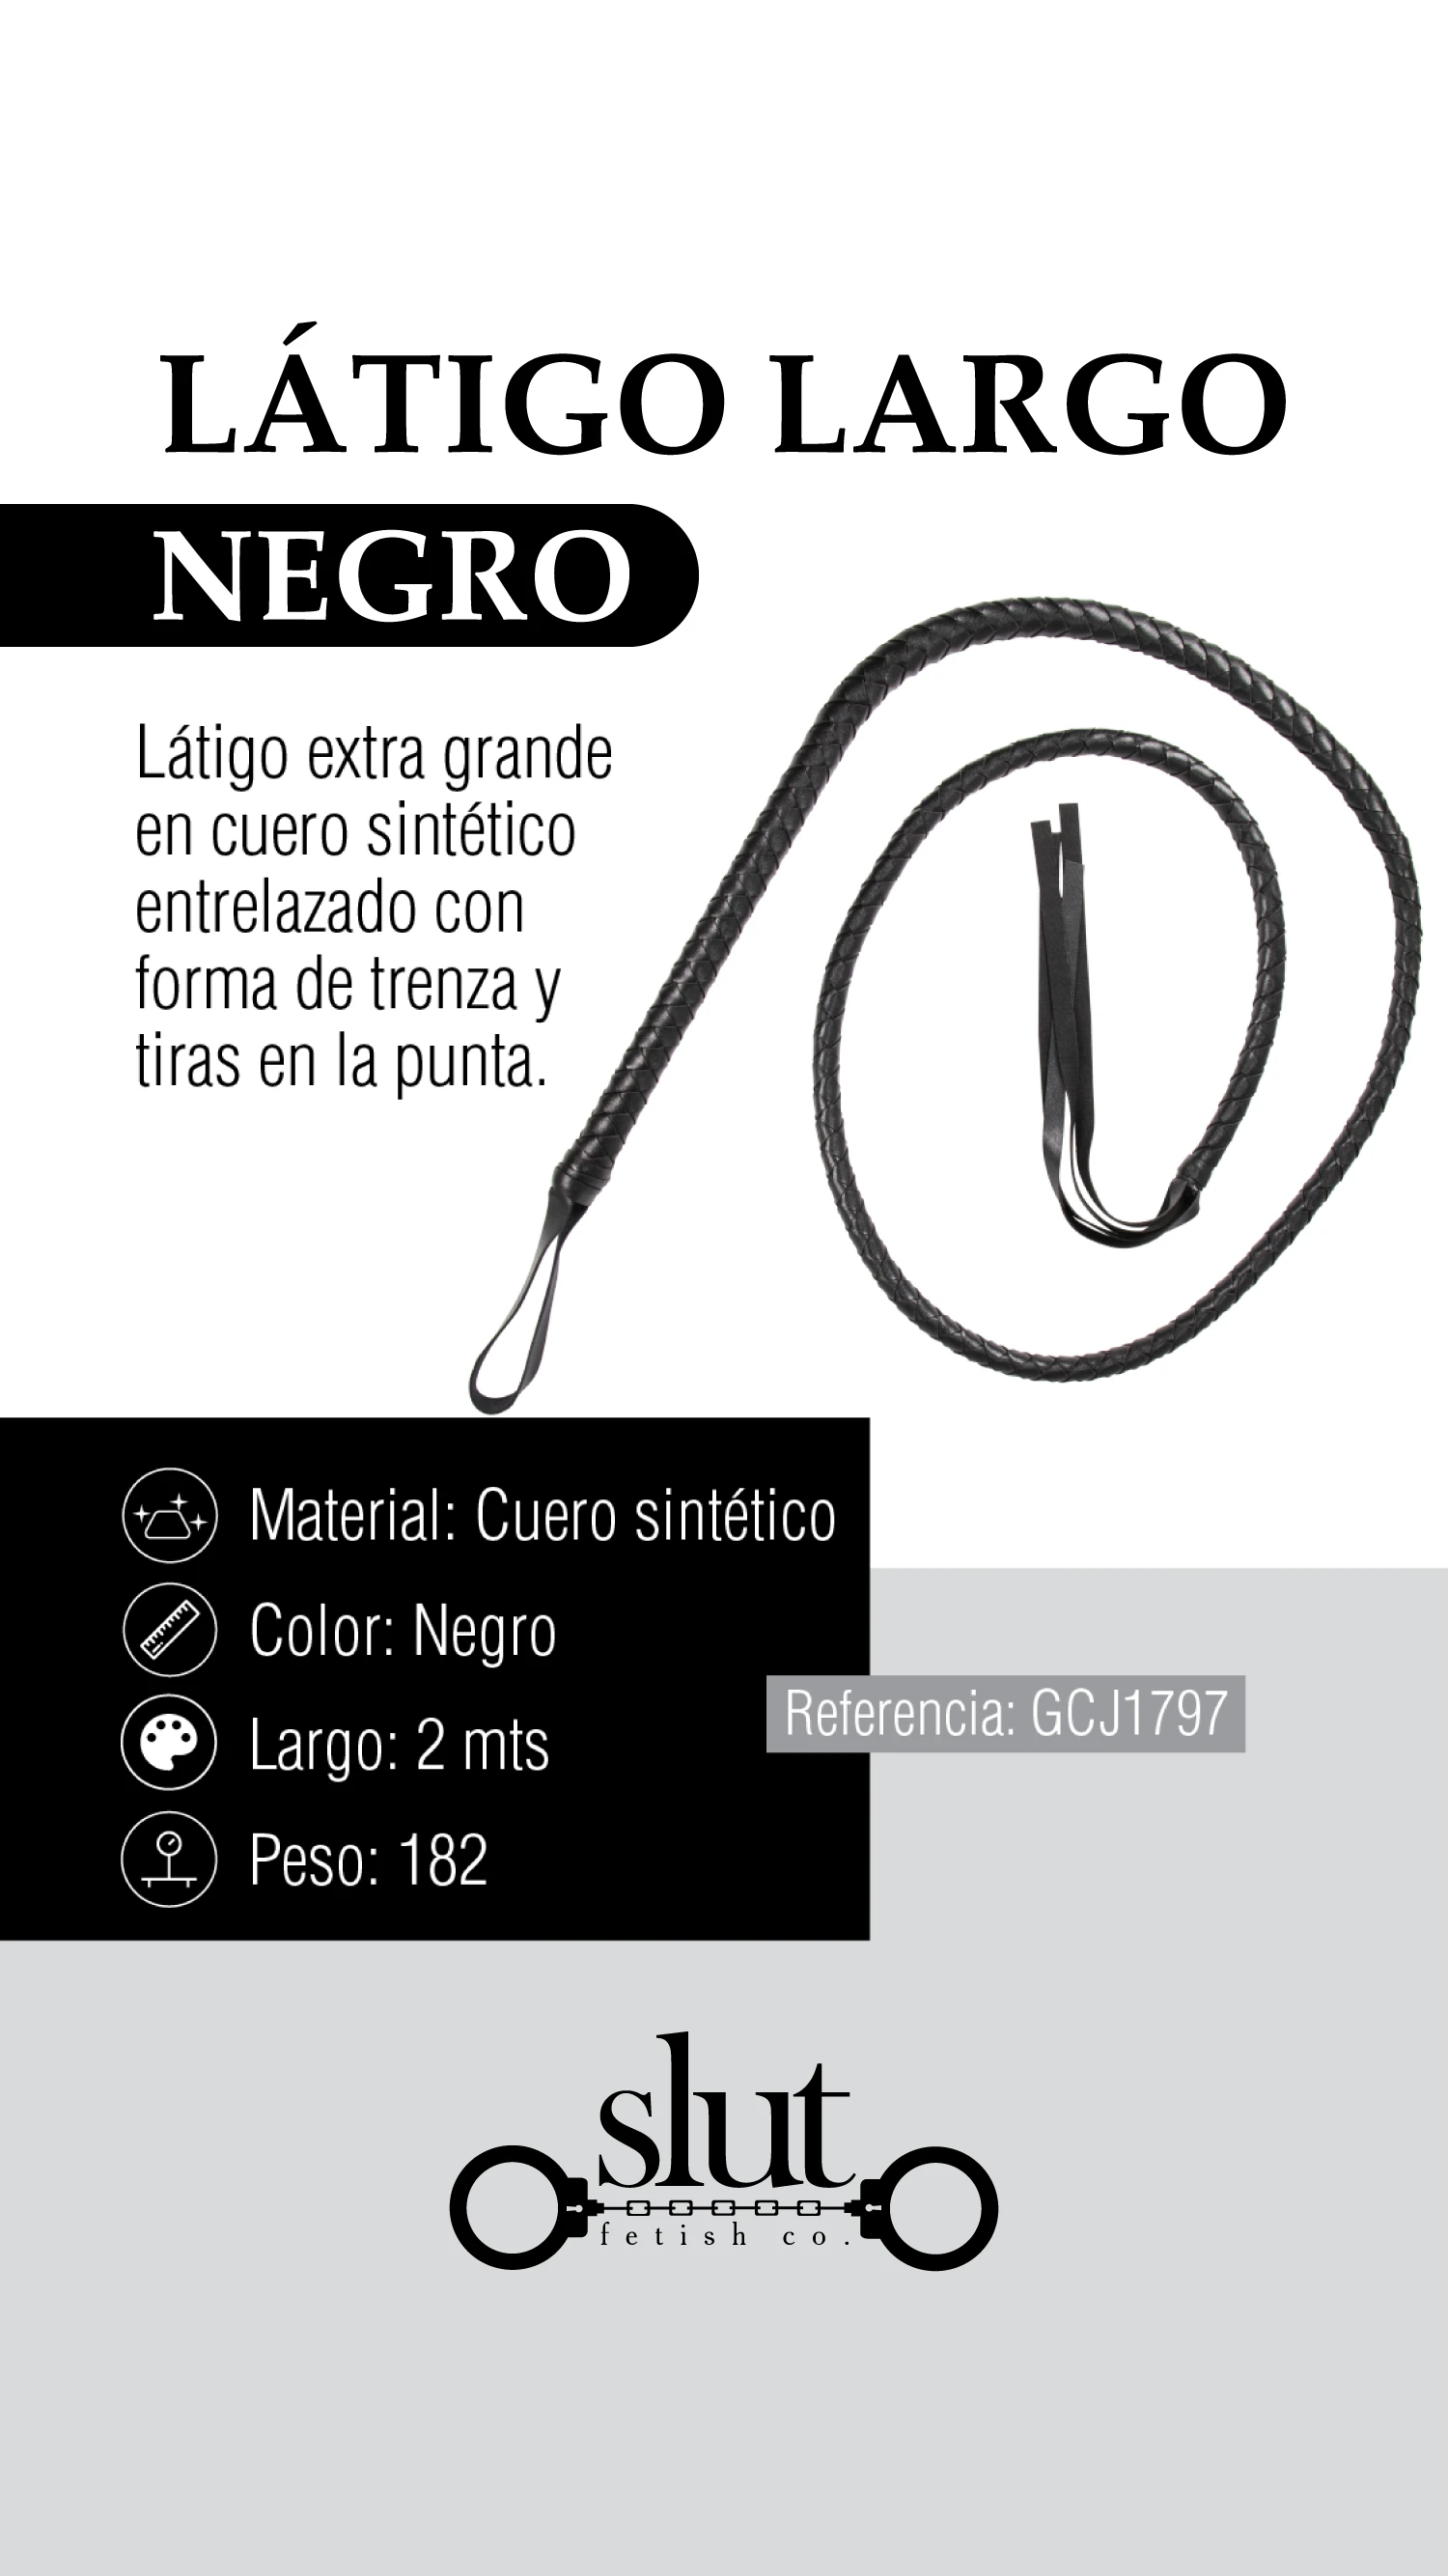 LÁTIGO LARGO
NEGRO
Látigo extra grande
en cuero sintético
entrelazado con
forma de trenza y
tiras en la punta.
Material: Cuero sintético
Color: Negro
Referencia: GCJ1797
Largo: 2 mts
Peso: 182
slut
fetish co.